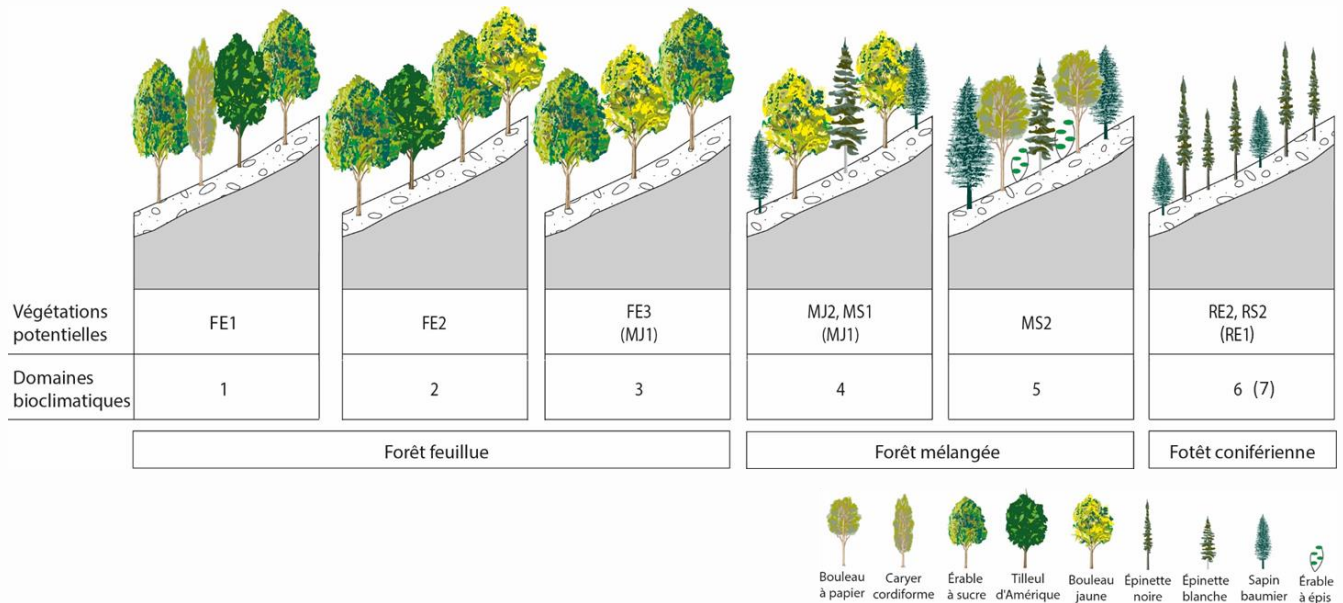 Végétations
potentielles
FE1
FE2
FE3
(MJ1)
MJ2, MS1
(MJ1)
MS2
RE2, RS2
(RE1)
Domaines
bioclimatiques
1
2
3
4
5
6 (7)
Forêt feuillue
Forêt mélangée
Fotêt coniférienne
Bouleau
à papier
Caryer
cordiforme
Érable
à sucre
Tilleul
d'Amérique
Bouleau
jaune
Épinette
noire
Épinette
blanche
Sapin
baumier
Érable
à épis